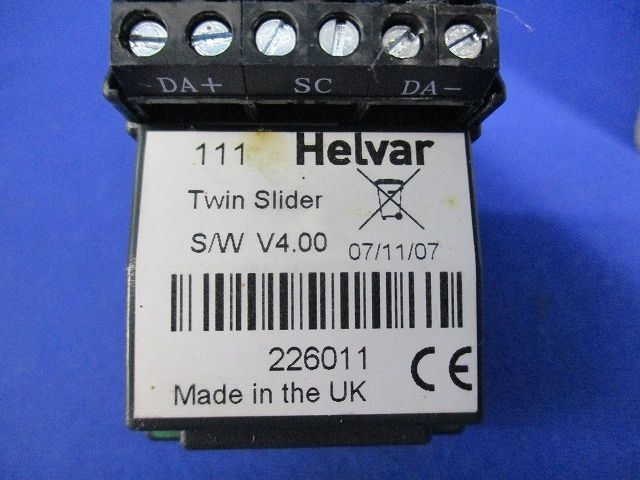 DA+ SC DA-
111 Helvar
Twin Slider
S/W V4.00 07/11/07
226011
Made in the UK CE